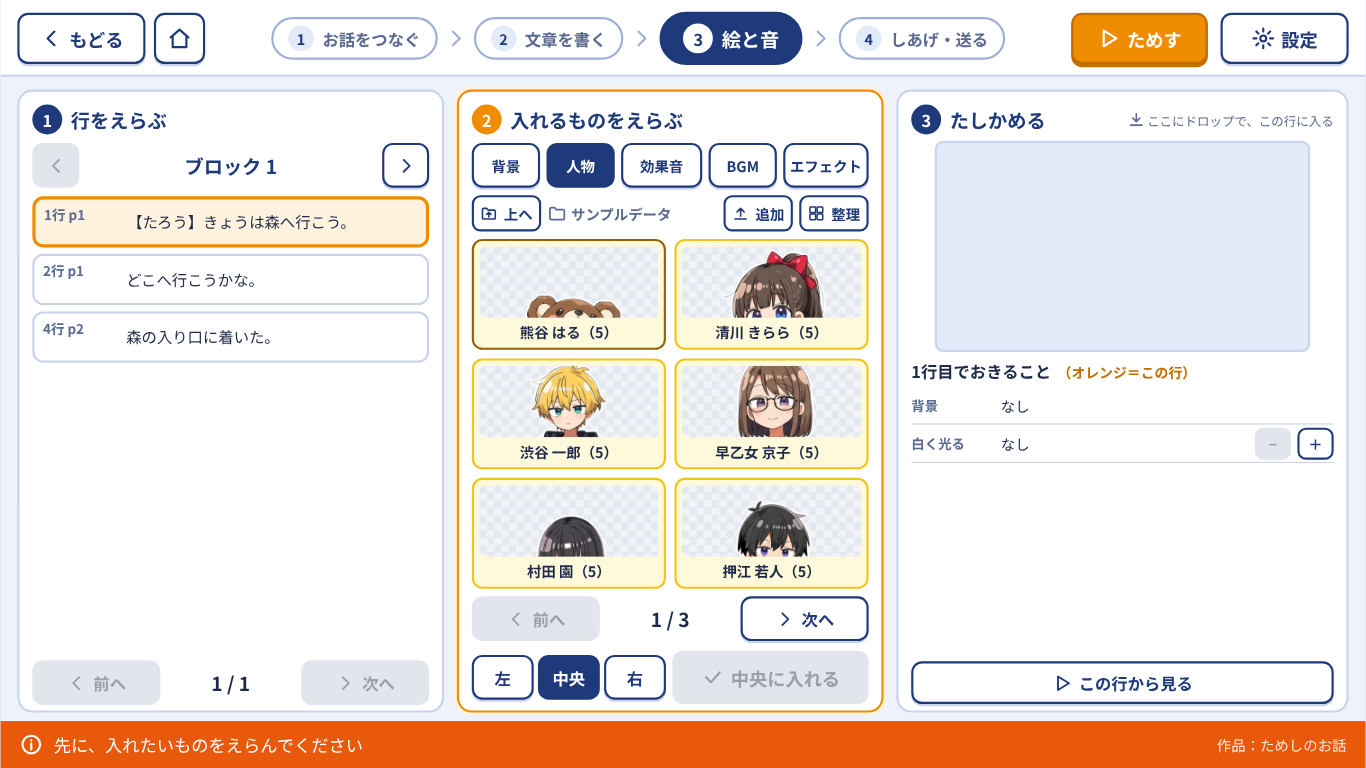 もどる
1 お話をつなぐ
2 文章を書く
3 絵と音
4 しあげ・送る
ためす
設定
1 行をえらぶ
ブロック 1
1行 p1 【たろう】きょうは森へ行こう。
2行 p1 どこへ行こうかな。
4行 p2 森の入り口に着いた。
前へ 1 / 1 次へ
2 入れるものをえらぶ
背景 人物 効果音 BGM エフェクト
上へ サンプルデータ 追加 整理
熊谷 はる（5） 清川 きらら（5）
渋谷 一郎（5） 早乙女 京子（5）
村田 園（5） 押江 若人（5）
前へ 1 / 3 次へ
左 中央 右 中央に入れる
3 たしかめる ここにドロップで、この行に入る
1行目でおきること （オレンジ＝この行）
背景 なし
白く光る なし − +
この行から見る
先に、入れたいものをえらんでください
作品：ためしのお話